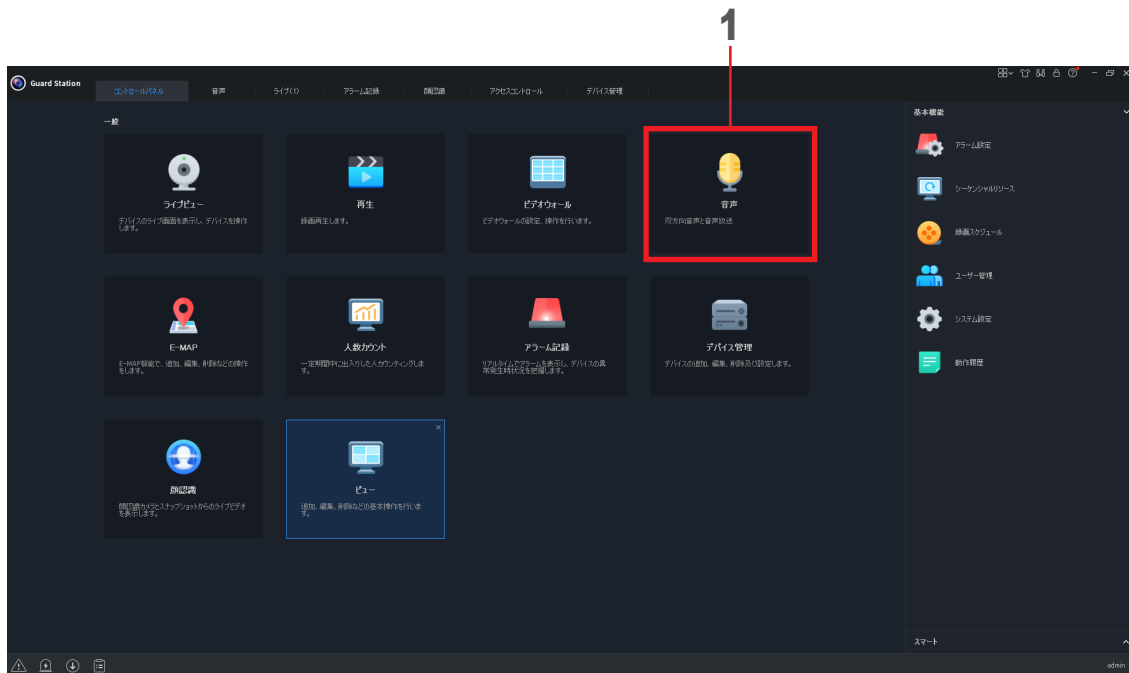 1
Guard Station
コントロールパネル
音声
ライブ(1)
アラーム記録
顔認識
アクセスコントロール
デバイス管理
一般
ライブビュー
デバイスのライブ画面を表示し、デバイスを操作
します。
再生
録画再生します。
ビデオウォール
ビデオウォールの設定、操作を行います。
音声
双方向音声と音声放送
E-MAP
E-MAP機能で、追加、編集、削除などの操作
をします。
人数カウント
一定期間中に出入りした人カウンティングしま
す。
アラーム記録
リアルタイムでアラームを表示し、デバイスの異
常発生時状況を把握します。
デバイス管理
デバイスの追加、編集、削除及び設定します。
顔認識
顔認識カメラとスナップショットからのライブビデオ
を表示します。
ビュー
追加、編集、削除などの基本操作を行いま
す。
基本機能
アラーム設定
シーケンシャルリソース
録画スケジュール
ユーザー管理
システム設定
動作履歴
スマート
admin